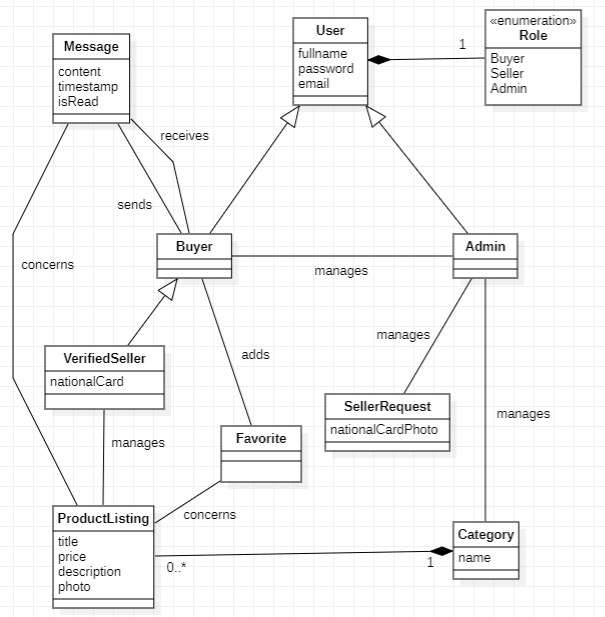 Message
content
timestamp
isRead
User
fullname
password
email
1
«enumeration»
Role
Buyer
Seller
Admin
receives
sends
concerns
Buyer
Admin
manages
VerifiedSeller
nationalCard
adds
manages
SellerRequest
nationalCardPhoto
manages
manages
Favorite
concerns
ProductListing
title
price
description
photo
0..*
1
Category
name